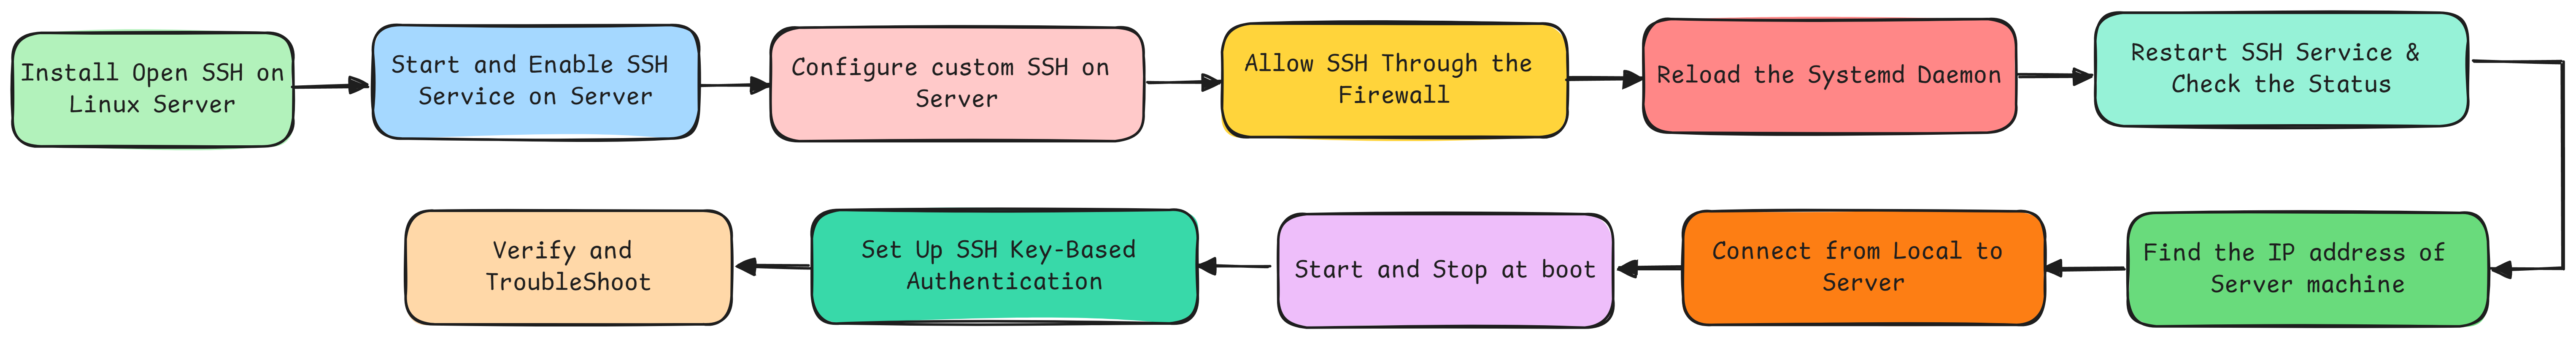 Install Open SSH on
Linux Server
Start and Enable SSH
Service on Server
Configure custom SSH on
Server
Allow SSH Through the
Firewall
Reload the Systemd Daemon
Restart SSH Service &
Check the Status
Find the IP address of
Server machine
Connect from Local to
Server
Start and Stop at boot
Set Up SSH Key-Based
Authentication
Verify and
TroubleShoot